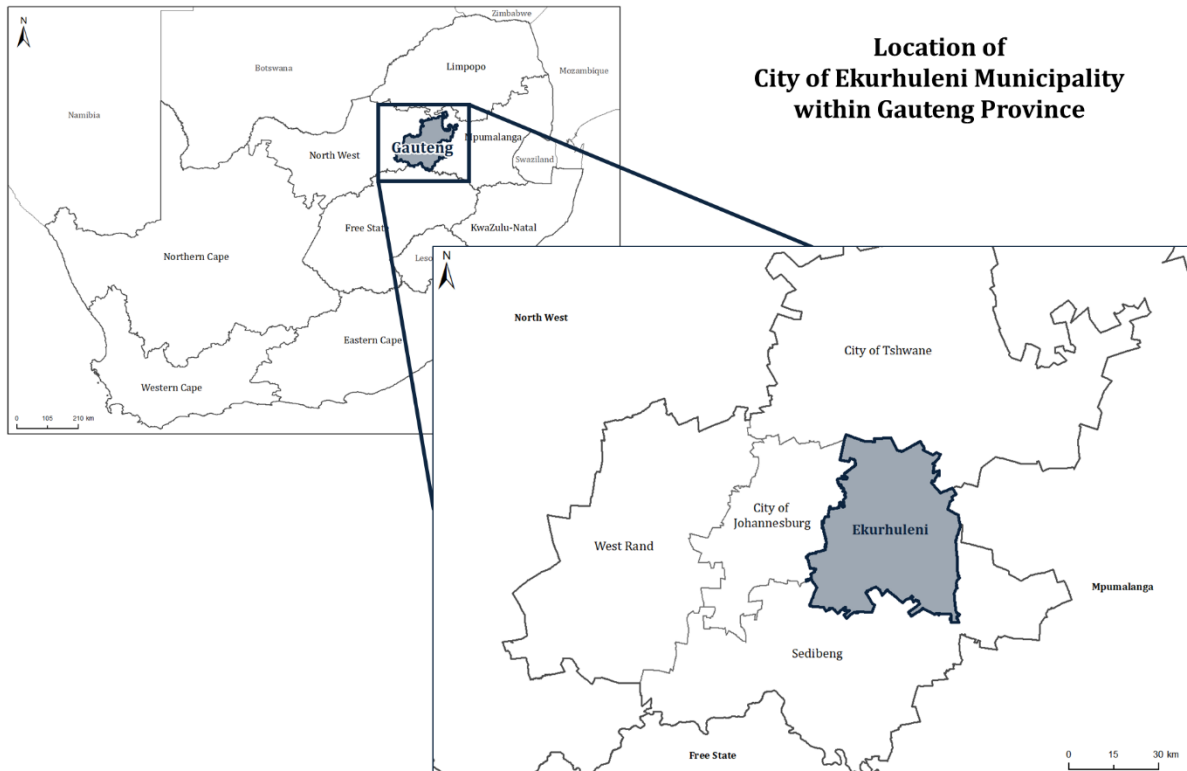 Location of
City of Ekurhuleni Municipality
within Gauteng Province
N
Zimbabwe
Botswana
Limpopo
Mozambique
Namibia
Mpumalanga
Gauteng
North West
Swaziland
Free State
KwaZulu-Natal
Northern Cape
Leso
Eastern Cape
Western Cape
0 105 210 km
N
North West
City of Tshwane
City of
Johannesburg
Ekurhuleni
West Rand
Mpumalanga
Sedibeng
Free State
0 15 30 km